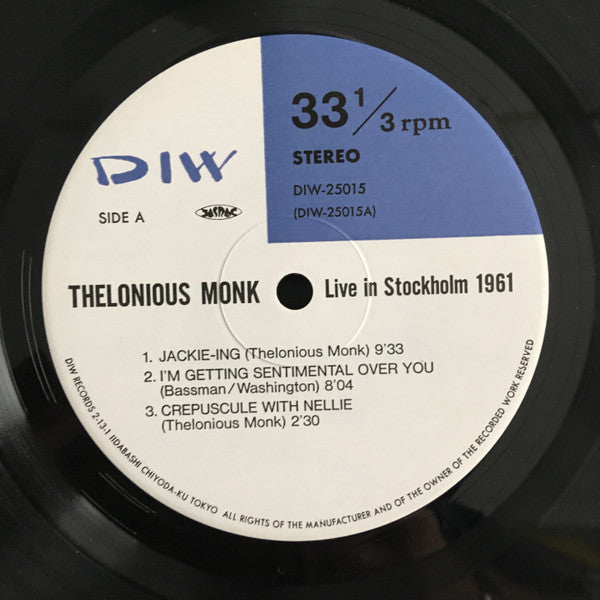 33 1/3 rpm
STEREO
DIW-25015
(DIW-25015A)
DIW
SIDE A
JASRAC
THELONIOUS MONK
Live in Stockholm 1961
1. JACKIE-ING (Thelonious Monk) 9'33
2. I'M GETTING SENTIMENTAL OVER YOU
(Bassman/Washington) 8'04
3. CREPUSCULE WITH NELLIE
(Thelonious Monk) 2'30
DIW RECORDS 2-13-1 IIDABASHI CHIYODA-KU TOKYO ALL RIGHTS OF THE MANUFACTURER AND OF THE OWNER OF THE RECORDED WORK RESERVED